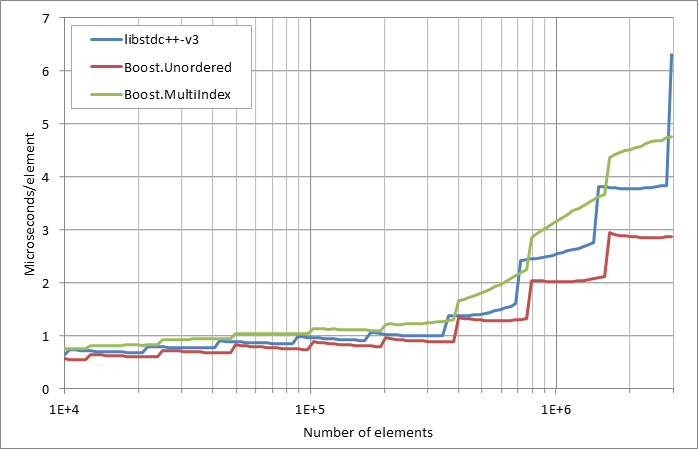 7
6
5
4
3
2
1
0
Microseconds/element
libstdc++-v3
Boost.Unordered
Boost.MultiIndex
1E+4 1E+5 1E+6
Number of elements